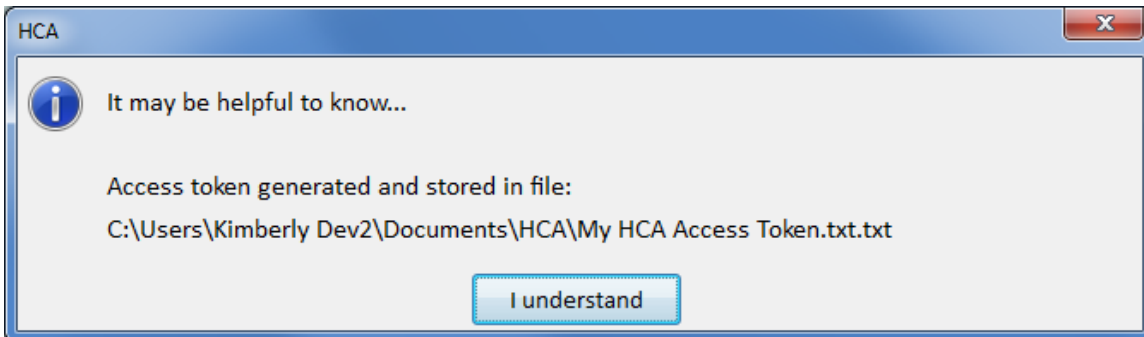 HCA
It may be helpful to know...
Access token generated and stored in file:
C:\Users\Kimberly Dev2\Documents\HCA\My HCA Access Token.txt.txt
I understand